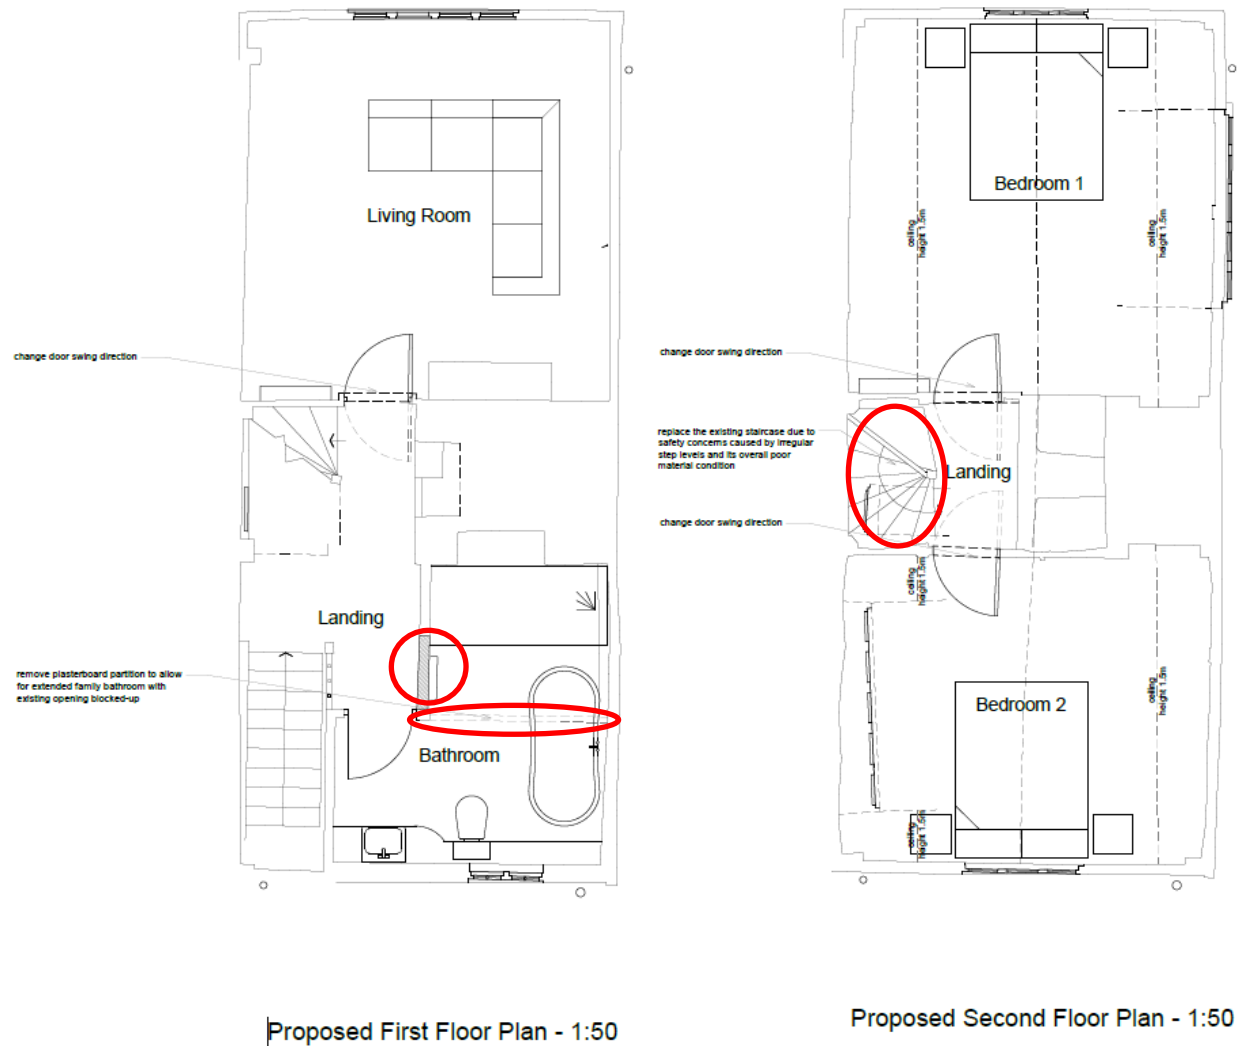 Living Room
change door swing direction
Landing
remove plasterboard partition to allow
for extended family bathroom with
existing opening blocked-up
Bathroom
Proposed First Floor Plan - 1:50
Bedroom 1
ceiling
height 1.5m
ceiling
height 1.5m
change door swing direction
replace the existing staircase due to
safety concerns caused by irregular
step levels and its overall poor
material condition
Landing
change door swing direction
ceiling
height 1.5m
ceiling
height 1.5m
Bedroom 2
ceiling
height 1.5m
Proposed Second Floor Plan - 1:50